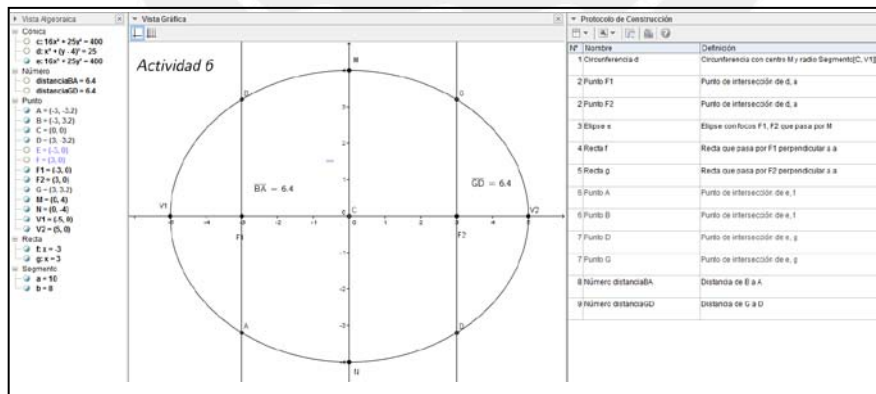 Vista Algebraica
Cónica
c: 16x² + 25y² = 400
d: x² + (y - 4)² = 25
e: 16x² + 25y² = 400
Número
distanciaBA = 6.4
distanciaGD = 6.4
Punto
A = (-3, -3.2)
B = (-3, 3.2)
C = (0, 0)
D = (3, -3.2)
E = (-3, 0)
F = (3, 0)
F1 = (-3, 0)
F2 = (3, 0)
G = (3, 3.2)
M = (0, 4)
N = (0, -4)
V1 = (-5, 0)
V2 = (5, 0)
Recta
f: x = -3
g: x = 3
Segmento
a = 10
b = 8
Vista Gráfica
Actividad 6
M
G
BA = 6.4
GD = 6.4
V1
C
V2
F1
F2
A
D
N
Protocolo de Construcción
Nº Nombre Definición
1 Circunferencia d Circunferencia con centro M y radio Segmento[C, V1]
2 Punto F1 Punto de intersección de d, a
2 Punto F2 Punto de intersección de d, a
3 Elipse e Elipse con focos F1, F2 que pasa por M
4 Recta f Recta que pasa por F1 perpendicular a a
5 Recta g Recta que pasa por F2 perpendicular a a
6 Punto A Punto de intersección de e, f
6 Punto B Punto de intersección de e, f
7 Punto D Punto de intersección de e, g
7 Punto G Punto de intersección de e, g
8 Número distanciaBA Distancia de B a A
9 Número distanciaGD Distancia de G a D